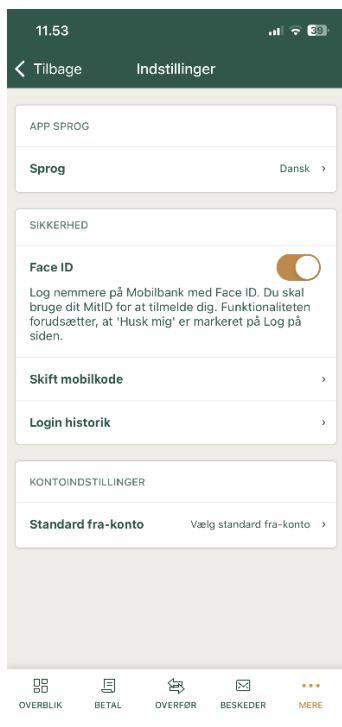 11.53
39
Tilbage
Indstillinger
APP SPROG
Sprog
Dansk
SIKKERHED
Face ID
Log nemmere på Mobilbank med Face ID. Du skal
bruge dit MitID for at tilmelde dig. Funktionaliteten
forudsætter, at 'Husk mig' er markeret på Log på
siden.
Skift mobilkode
Login historik
KONTOINDSTILLINGER
Standard fra-konto
Vælg standard fra-konto
OVERBLIK
BETAL
OVERFØR
BESKEDER
MERE